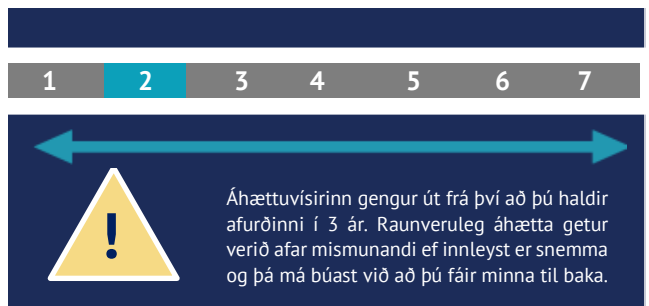 1 2 3 4 5 6 7
!
Áhættuvísirinn gengur út frá því að þú haldir
afurðinni í 3 ár. Raunveruleg áhætta getur
verið afar mismunandi ef innleyst er snemma
og þá má búast við að þú fáir minna til baka.